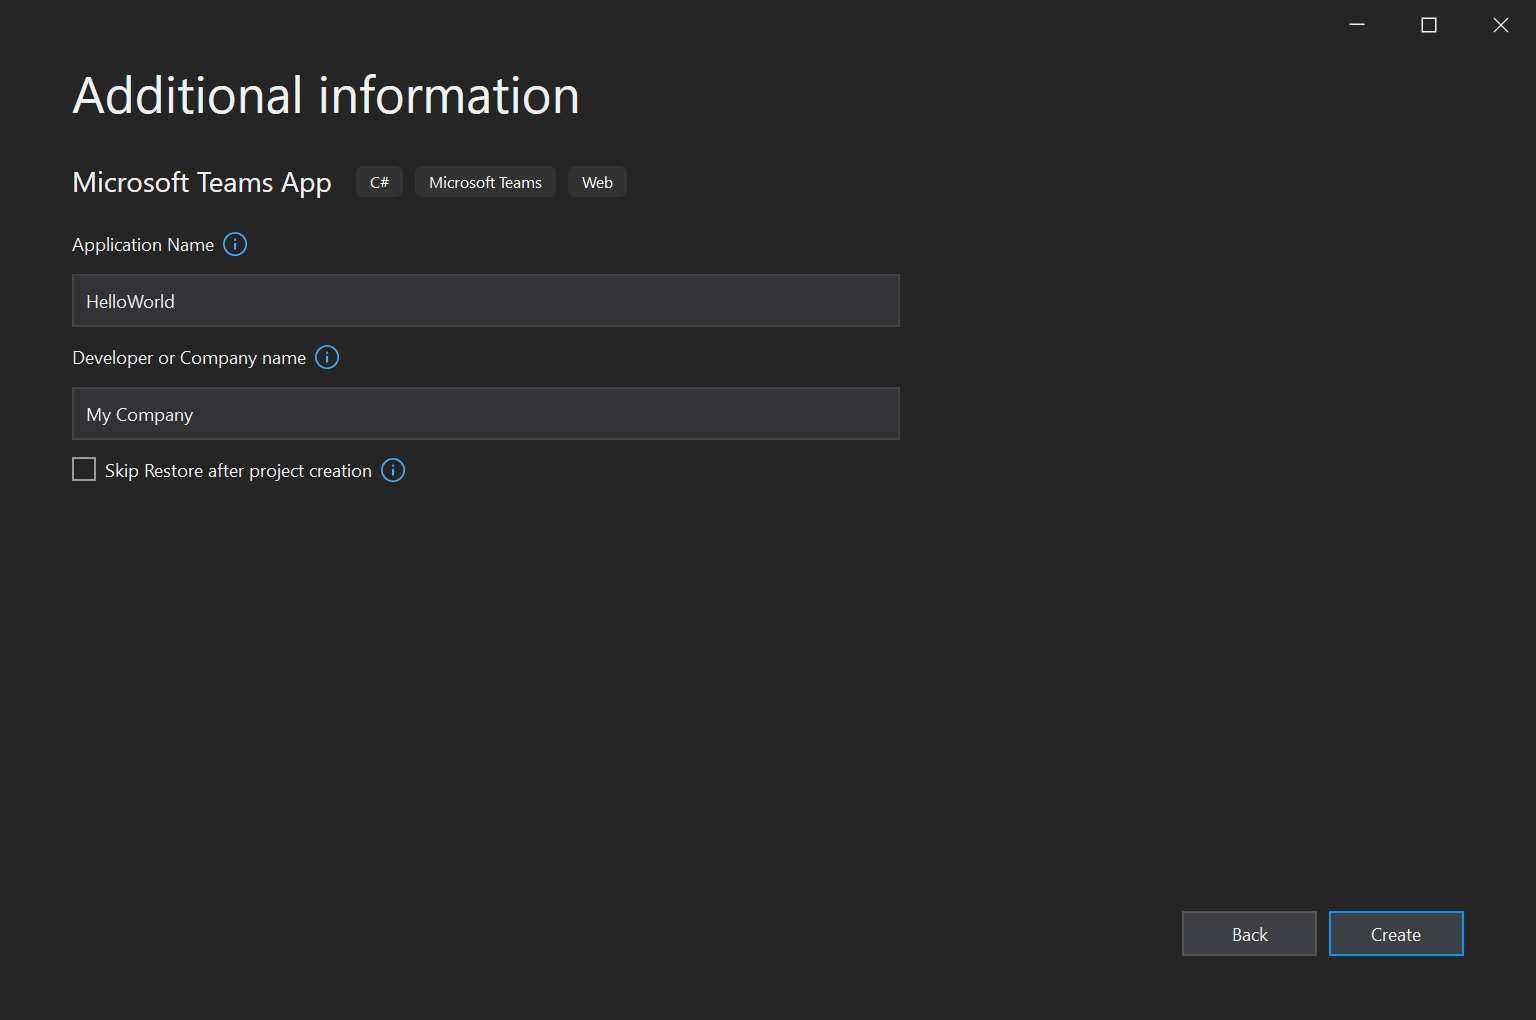 Additional information
Microsoft Teams App C# Microsoft Teams Web
Application Name
HelloWorld
Developer or Company name
My Company
Skip Restore after project creation
Back Create